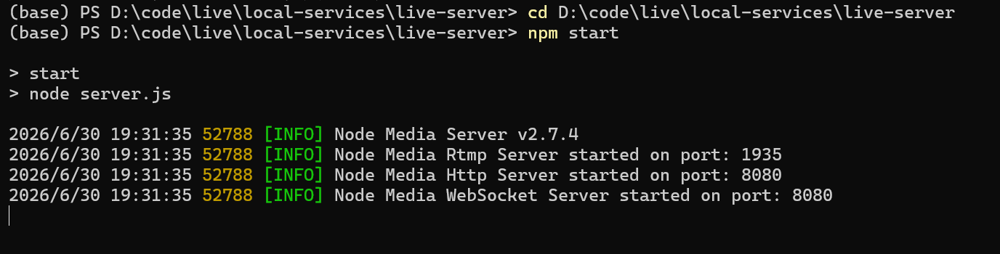 (base) PS D:\code\live\local-services\live-server> cd D:\code\live\local-services\live-server
(base) PS D:\code\live\local-services\live-server> npm start
> start
> node server.js
2026/6/30 19:31:35 52788 [INFO] Node Media Server v2.7.4
2026/6/30 19:31:35 52788 [INFO] Node Media Rtmp Server started on port: 1935
2026/6/30 19:31:35 52788 [INFO] Node Media Http Server started on port: 8080
2026/6/30 19:31:35 52788 [INFO] Node Media WebSocket Server started on port: 8080